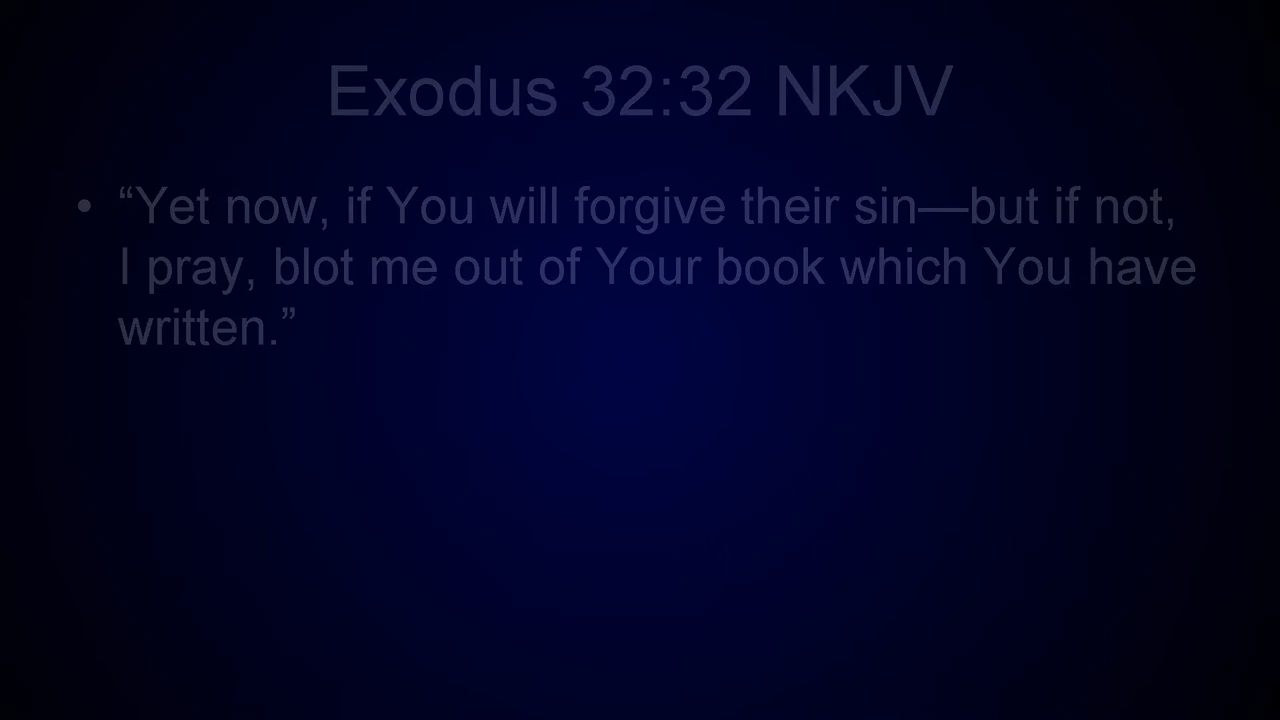 Exodus 32:32 NKJV
• “Yet now, if You will forgive their sin—but if not,
I pray, blot me out of Your book which You have
written.”